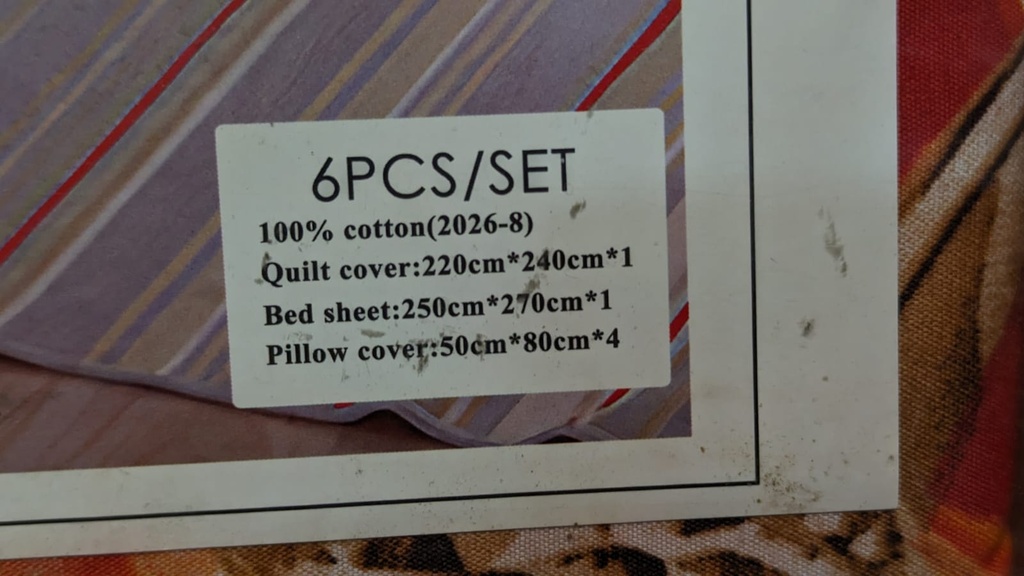 6PCS/SET
100% cotton(2026-8)
Quilt cover:220cm*240cm*1
Bed sheet:250cm*270cm*1
Pillow cover:50cm*80cm*4